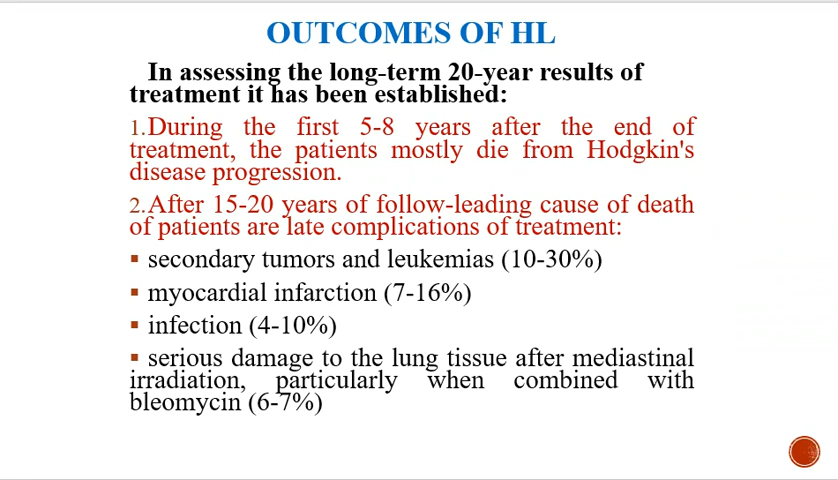 OUTCOMES OF HL
In assessing the long-term 20-year results of
treatment it has been established:
1.During the first 5-8 years after the end of
treatment, the patients mostly die from Hodgkin's
disease progression.
2.After 15-20 years of follow-leading cause of death
of patients are late complications of treatment:
▪ secondary tumors and leukemias (10-30%)
▪ myocardial infarction (7-16%)
▪ infection (4-10%)
▪ serious damage to the lung tissue after mediastinal
irradiation, particularly when combined with
bleomycin (6-7%)